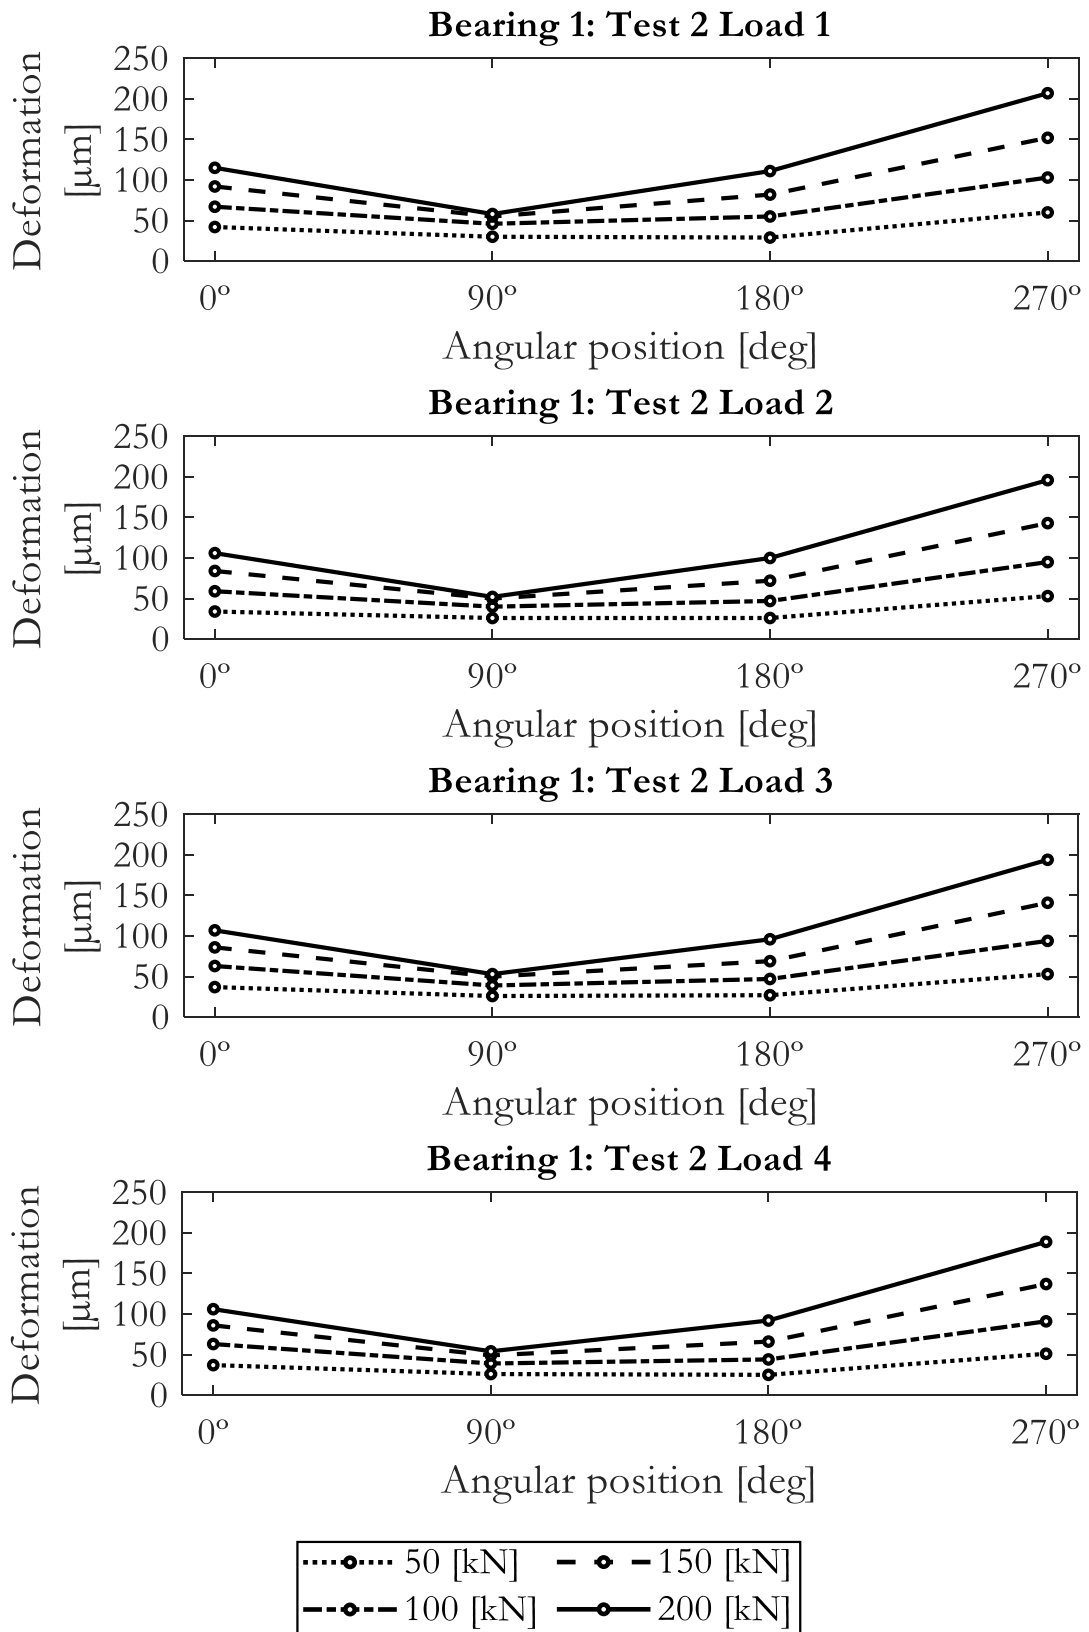 Bearing 1: Test 2 Load 1
Deformation
[µm]
250
200
150
100
50
0
0º 90º 180º 270º
Angular position [deg]
Bearing 1: Test 2 Load 2
Deformation
[µm]
250
200
150
100
50
0
0º 90º 180º 270º
Angular position [deg]
Bearing 1: Test 2 Load 3
Deformation
[µm]
250
200
150
100
50
0
0º 90º 180º 270º
Angular position [deg]
Bearing 1: Test 2 Load 4
Deformation
[µm]
250
200
150
100
50
0
0º 90º 180º 270º
Angular position [deg]
50 [kN] 150 [kN]
100 [kN] 200 [kN]